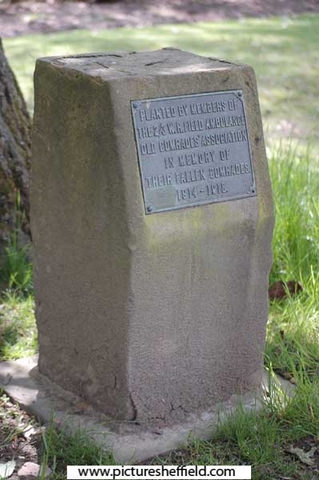 PLANTED BY MEMBERS OF
THE 2/3 W.R. FIELD AMBULANCE
OLD COMRADES' ASSOCIATION
IN MEMORY OF
THEIR FALLEN COMRADES.
1914-1918.
www.picturesheffield.com